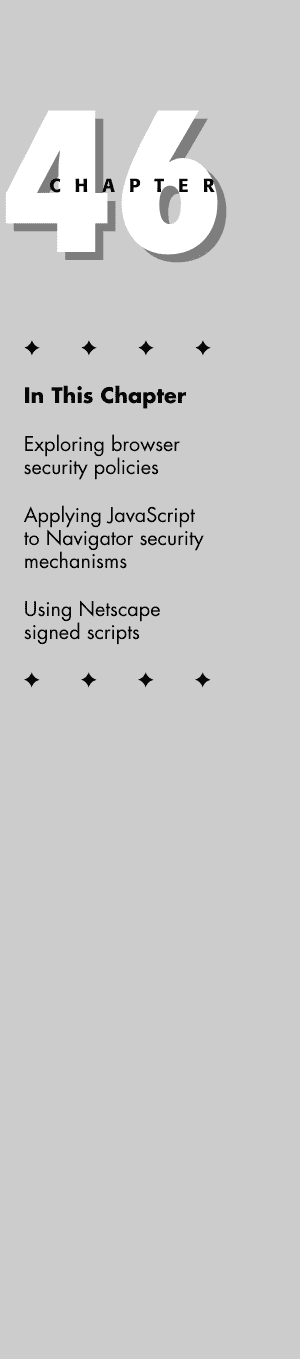 46
CHAPTER
In This Chapter
Exploring browser
security policies
Applying JavaScript
to Navigator security
mechanisms
Using Netscape
signed scripts